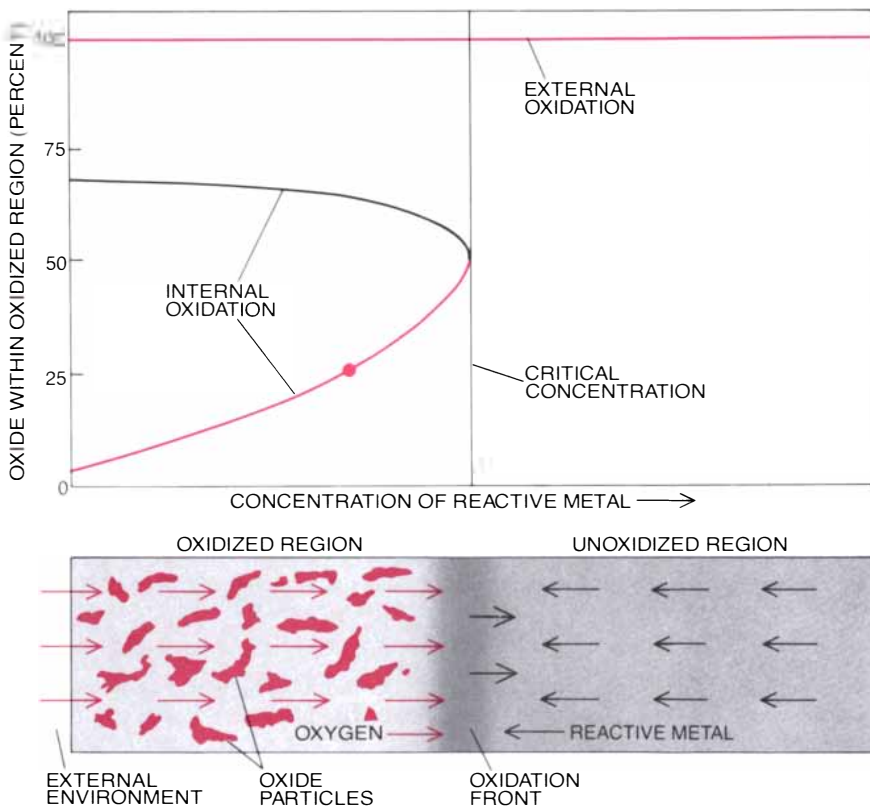 OXIDE WITHIN OXIDIZED REGION (PERCEN
EXTERNAL
OXIDATION
75
50
INTERNAL
OXIDATION
25
CRITICAL
CONCENTRATION
0
CONCENTRATION OF REACTIVE METAL
OXIDIZED REGION
UNOXIDIZED REGION
OXYGEN
REACTIVE METAL
EXTERNAL
ENVIRONMENT
OXIDE
PARTICLES
OXIDATION
FRONT